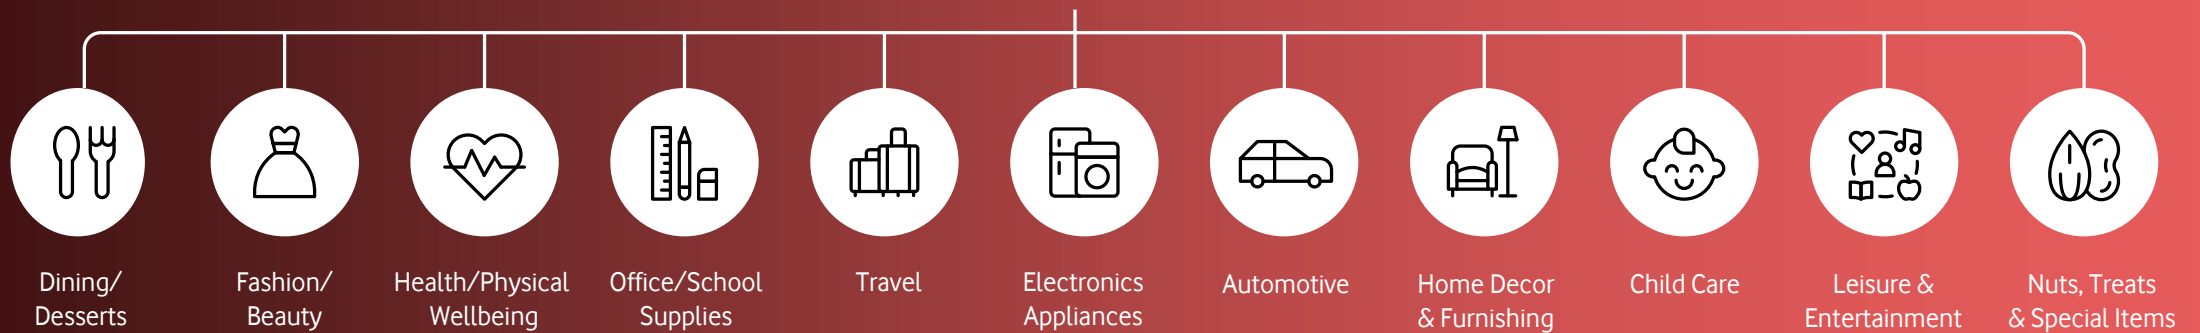 Dining/
Desserts
Fashion/
Beauty
Health/Physical
Wellbeing
Office/School
Supplies
Travel
Electronics
Appliances
Automotive
Home Decor
& Furnishing
Child Care
Leisure &
Entertainment
Nuts, Treats
& Special Items